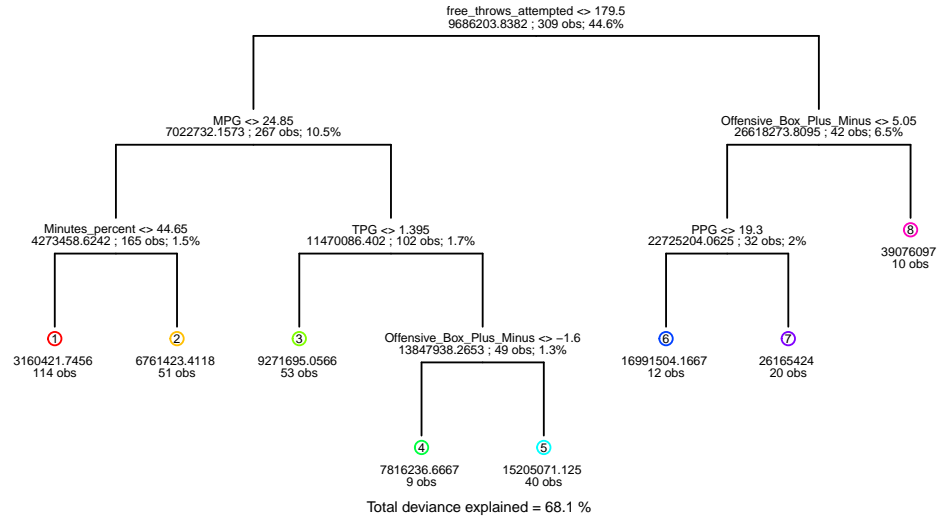 free_throws_attempted <> 179.5
9686203.8382 ; 309 obs; 44.6%
MPG <> 24.85
7022732.1573 ; 267 obs; 10.5%
Offensive_Box_Plus_Minus <> 5.05
26618273.8095 ; 42 obs; 6.5%
Minutes_percent <> 44.65
4273458.6242 ; 165 obs; 1.5%
TPG <> 1.395
11470086.402 ; 102 obs; 1.7%
PPG <> 19.3
22725204.0625 ; 32 obs; 2%
8
39076097
10 obs
1
3160421.7456
114 obs
2
6761423.4118
51 obs
3
9271695.0566
53 obs
Offensive_Box_Plus_Minus <> −1.6
13847938.2653 ; 49 obs; 1.3%
6
16991504.1667
12 obs
7
26165424
20 obs
4
7816236.6667
9 obs
5
15205071.125
40 obs
Total deviance explained = 68.1 %